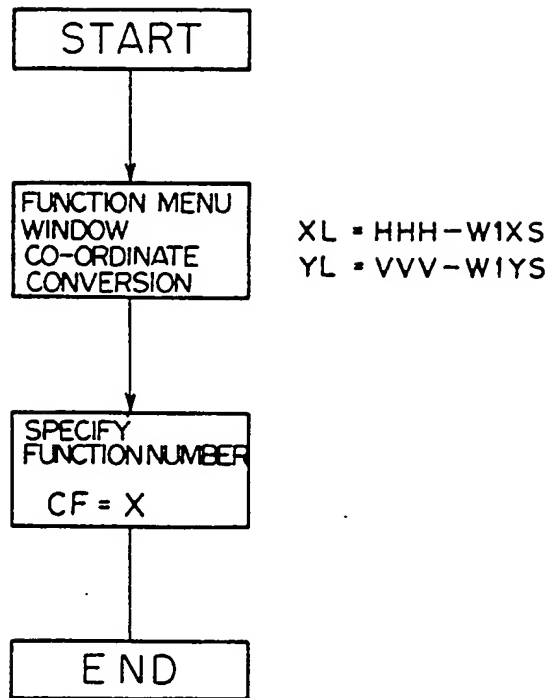 START
FUNCTION MENU
WINDOW
CO-ORDINATE
CONVERSION
XL = HHH-W1XS
YL = VVV-W1YS
SPECIFY
FUNCTION NUMBER
CF = X
END